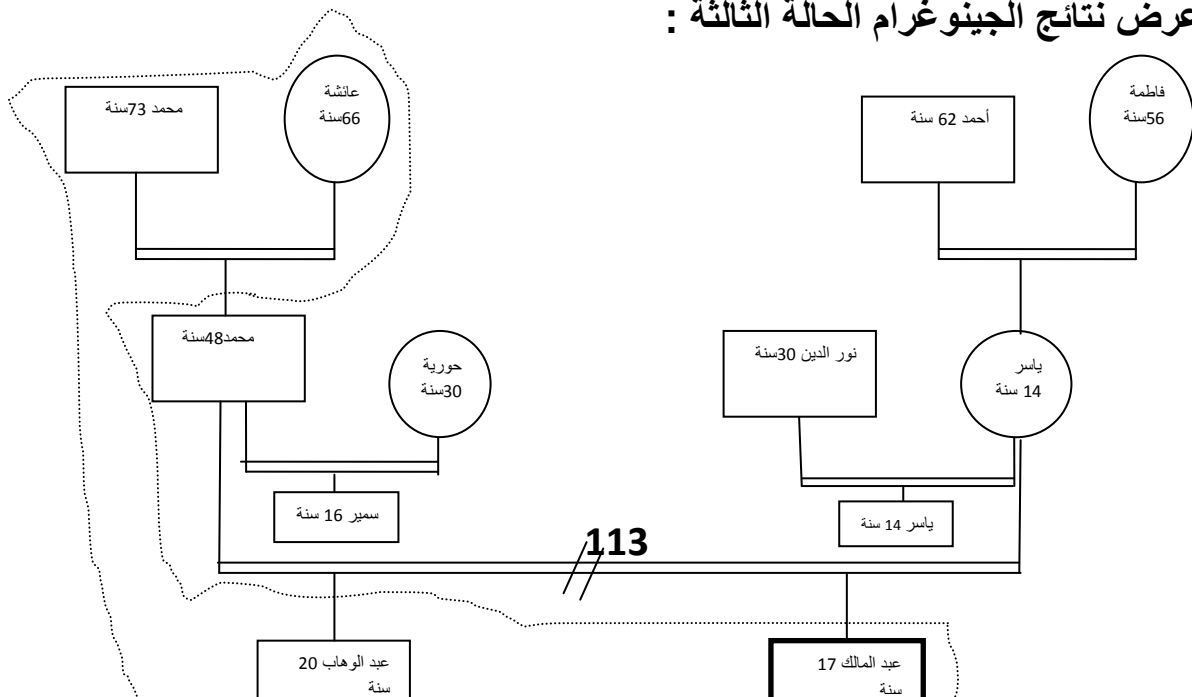 عرض نتائج الجينوغرام الحالة الثالثة :
فاطمة
56سنة
أحمد 62 سنة
عائشة
66سنة
محمد 73سنة
ياسر
14 سنة
نور الدين 30سنة
حورية
30سنة
محمد48سنة
ياسر 14 سنة
سمير 16 سنة
113
عبد المالك 17
سنة
عبد الوهاب 20
سنة